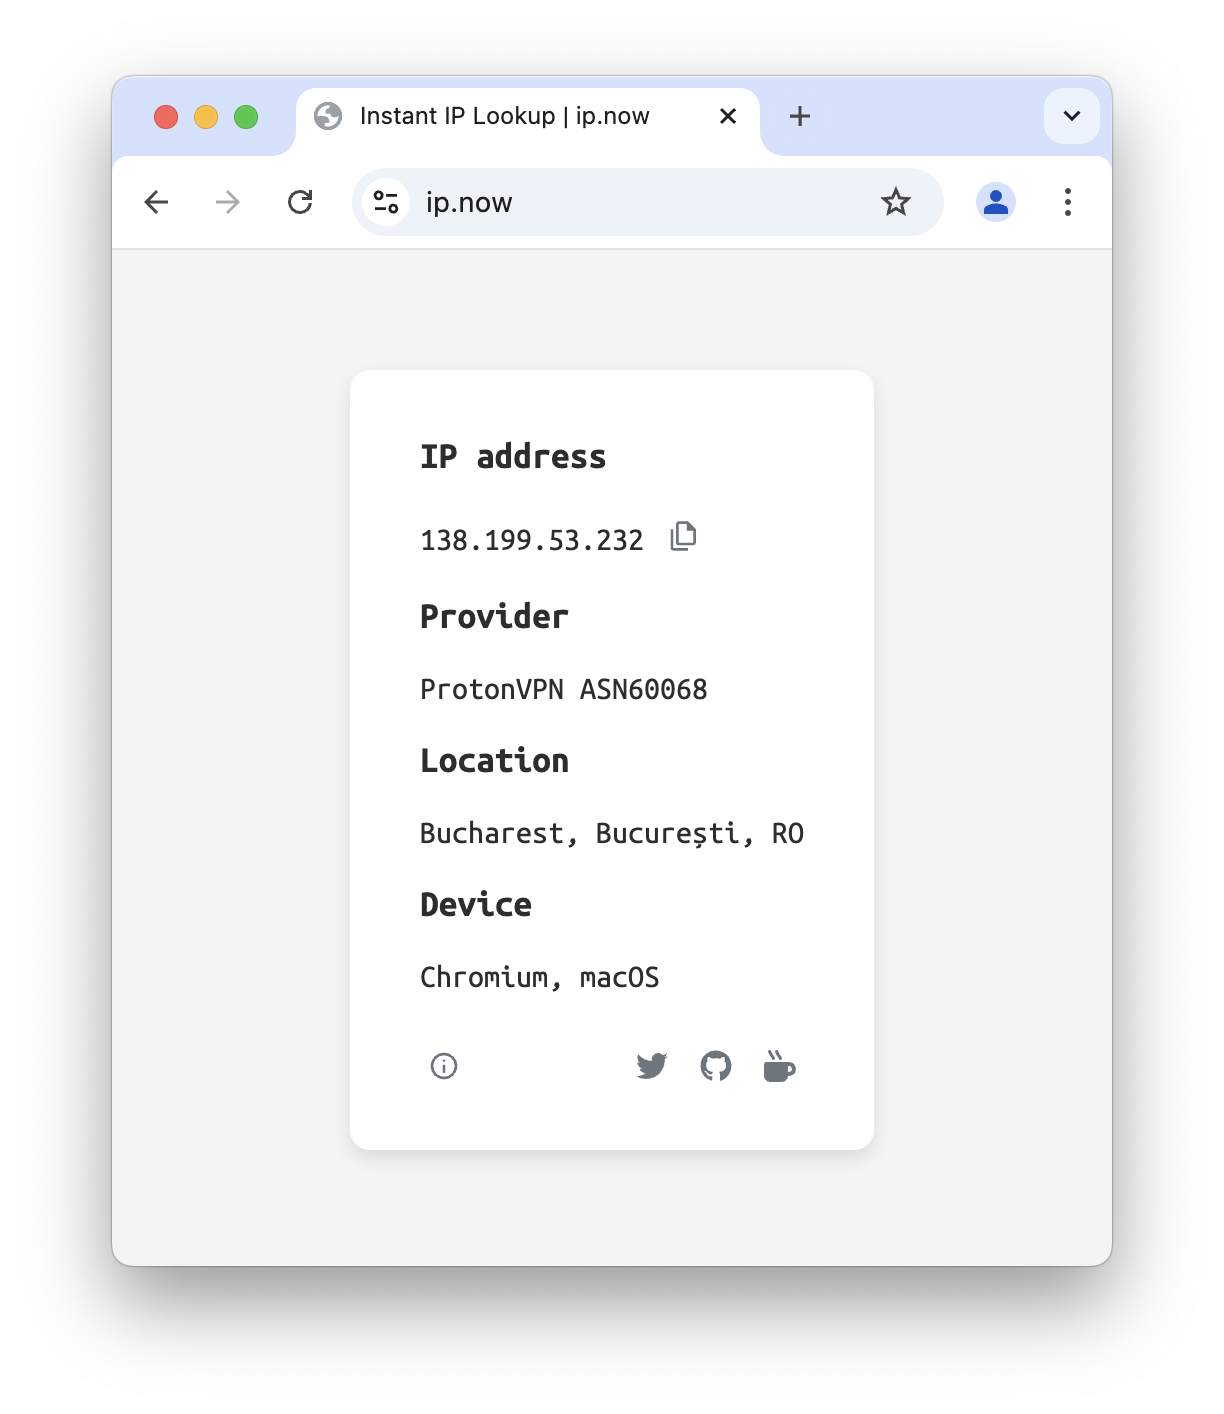 Instant IP Lookup | ip.now
ip.now
IP address
138.199.53.232
Provider
ProtonVPN ASN60068
Location
Bucharest, București, RO
Device
Chromium, macOS